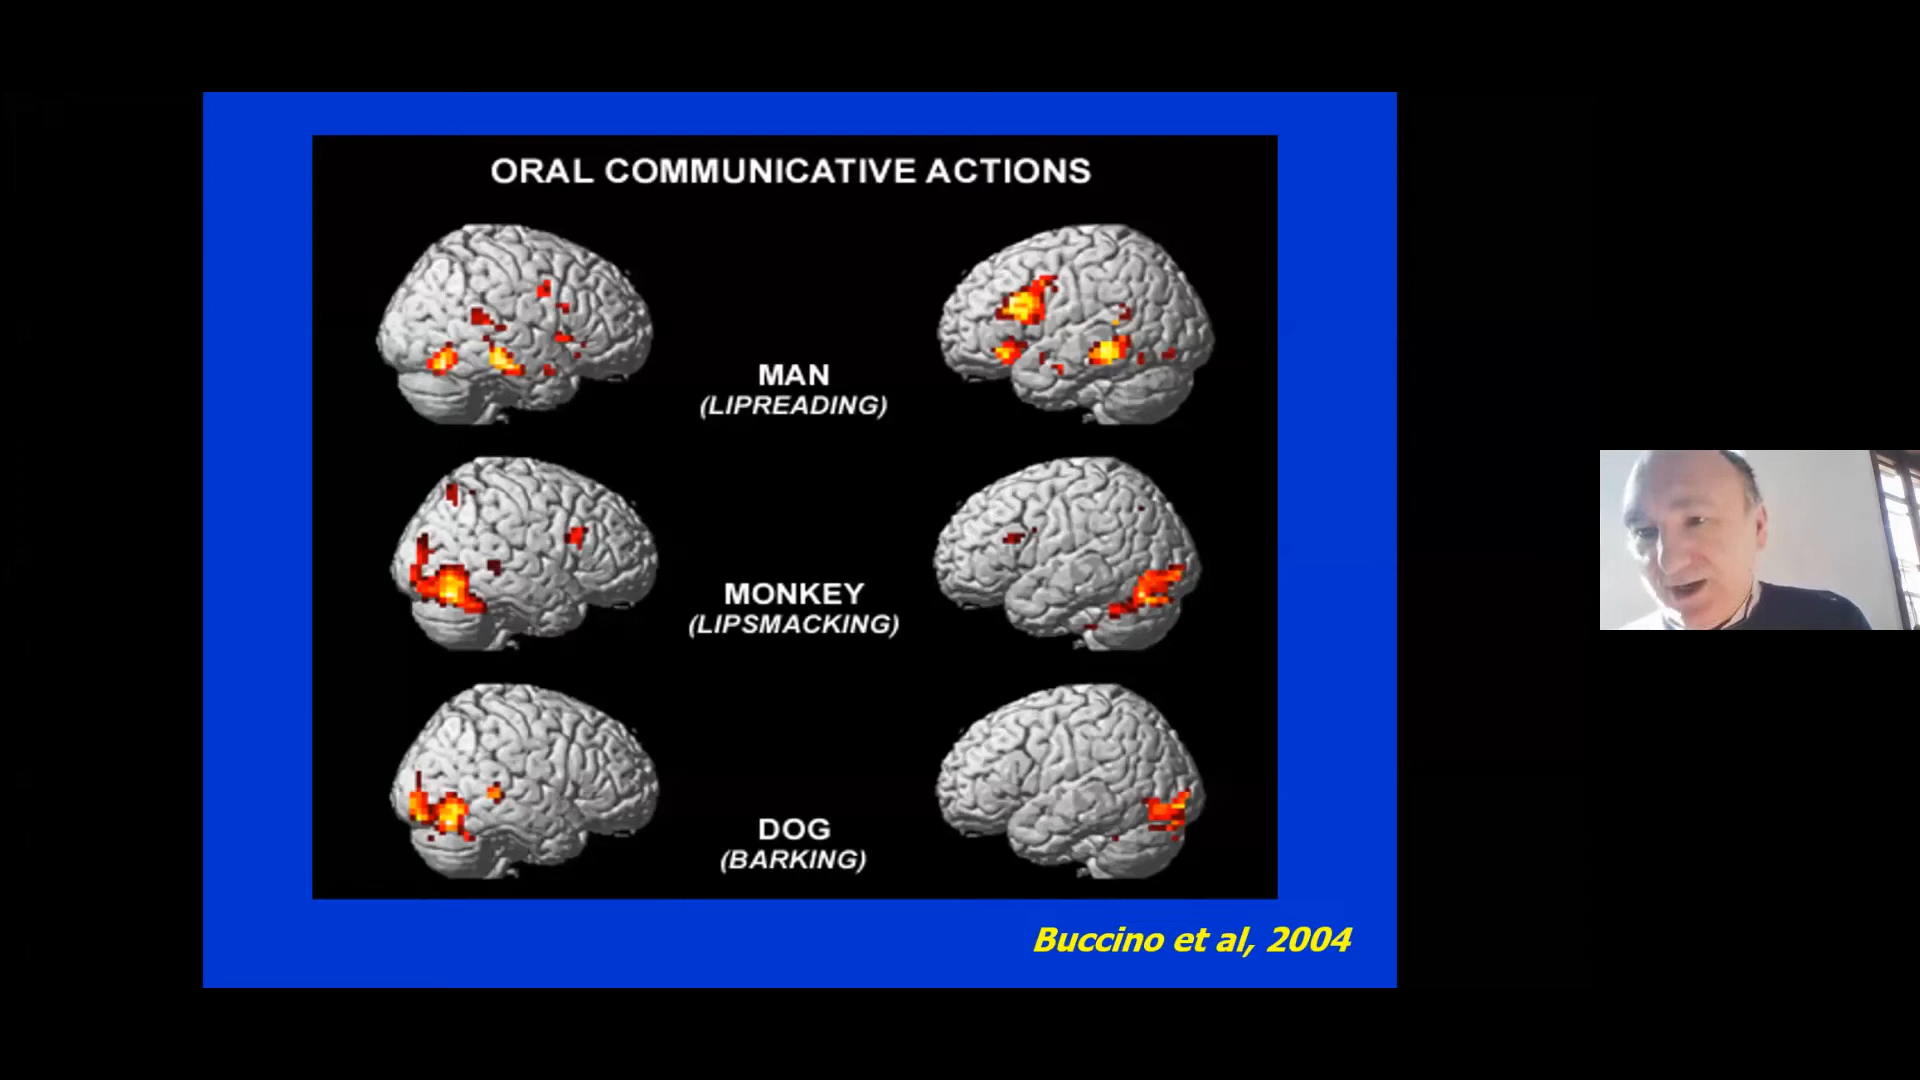 ORAL COMMUNICATIVE ACTIONS
MAN
(LIPREADING)
MONKEY
(LIPSMACKING)
DOG
(BARKING)
Buccino et al, 2004